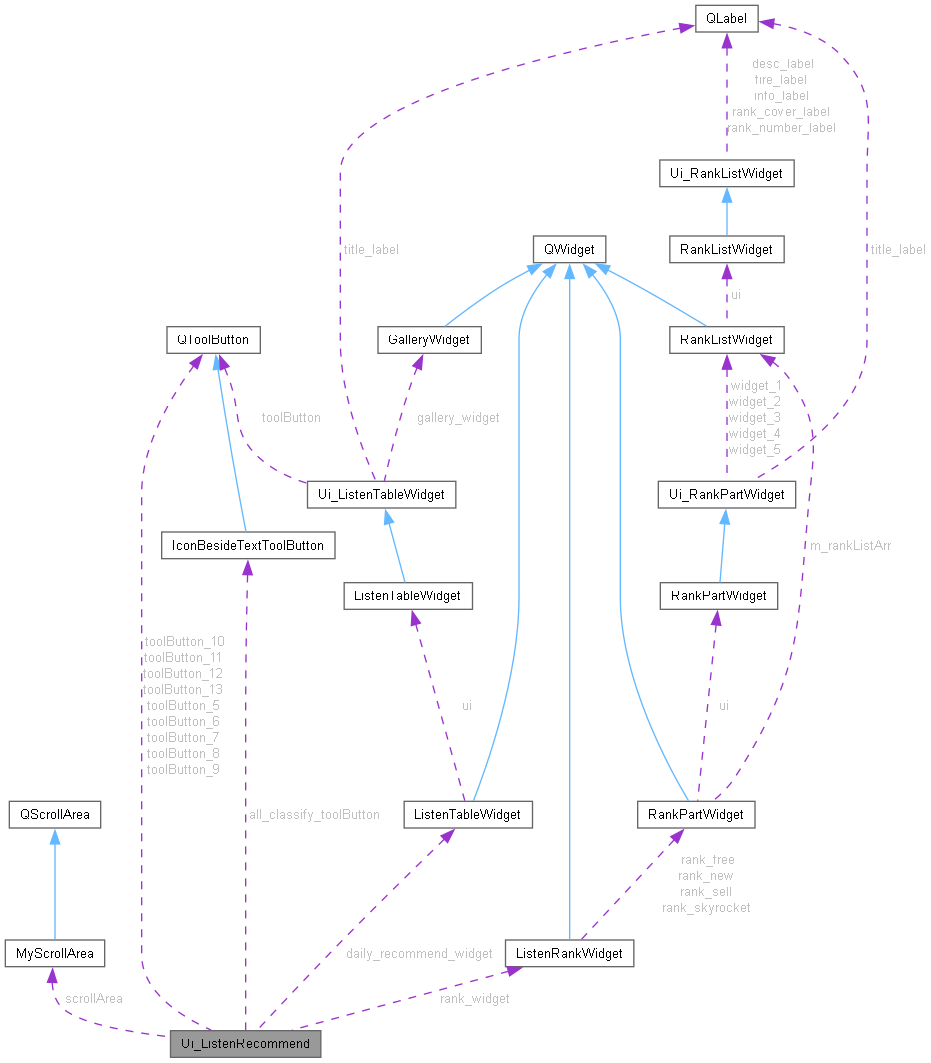 QLabel
desc_label
fire_label
info_label
rank_cover_label
rank_number_label
Ui_RankListWidget
title_label
QWidget
RankListWidget
title_label
ui
QToolButton
GalleryWidget
RankListWidget
widget_1
widget_2
widget_3
widget_4
widget_5
toolButton
gallery_widget
Ui_ListenTableWidget
Ui_RankPartWidget
IconBesideTextToolButton
m_rankListArr
ListenTableWidget
RankPartWidget
toolButton_10
toolButton_11
toolButton_12
toolButton_13
toolButton_5
toolButton_6
toolButton_7
toolButton_8
toolButton_9
ui
ui
QScrollArea
all_classify_toolButton
ListenTableWidget
RankPartWidget
rank_free
rank_new
rank_sell
rank_skyrocket
MyScrollArea
daily_recommend_widget
ListenRankWidget
scrollArea
rank_widget
Ui_ListenRecommend